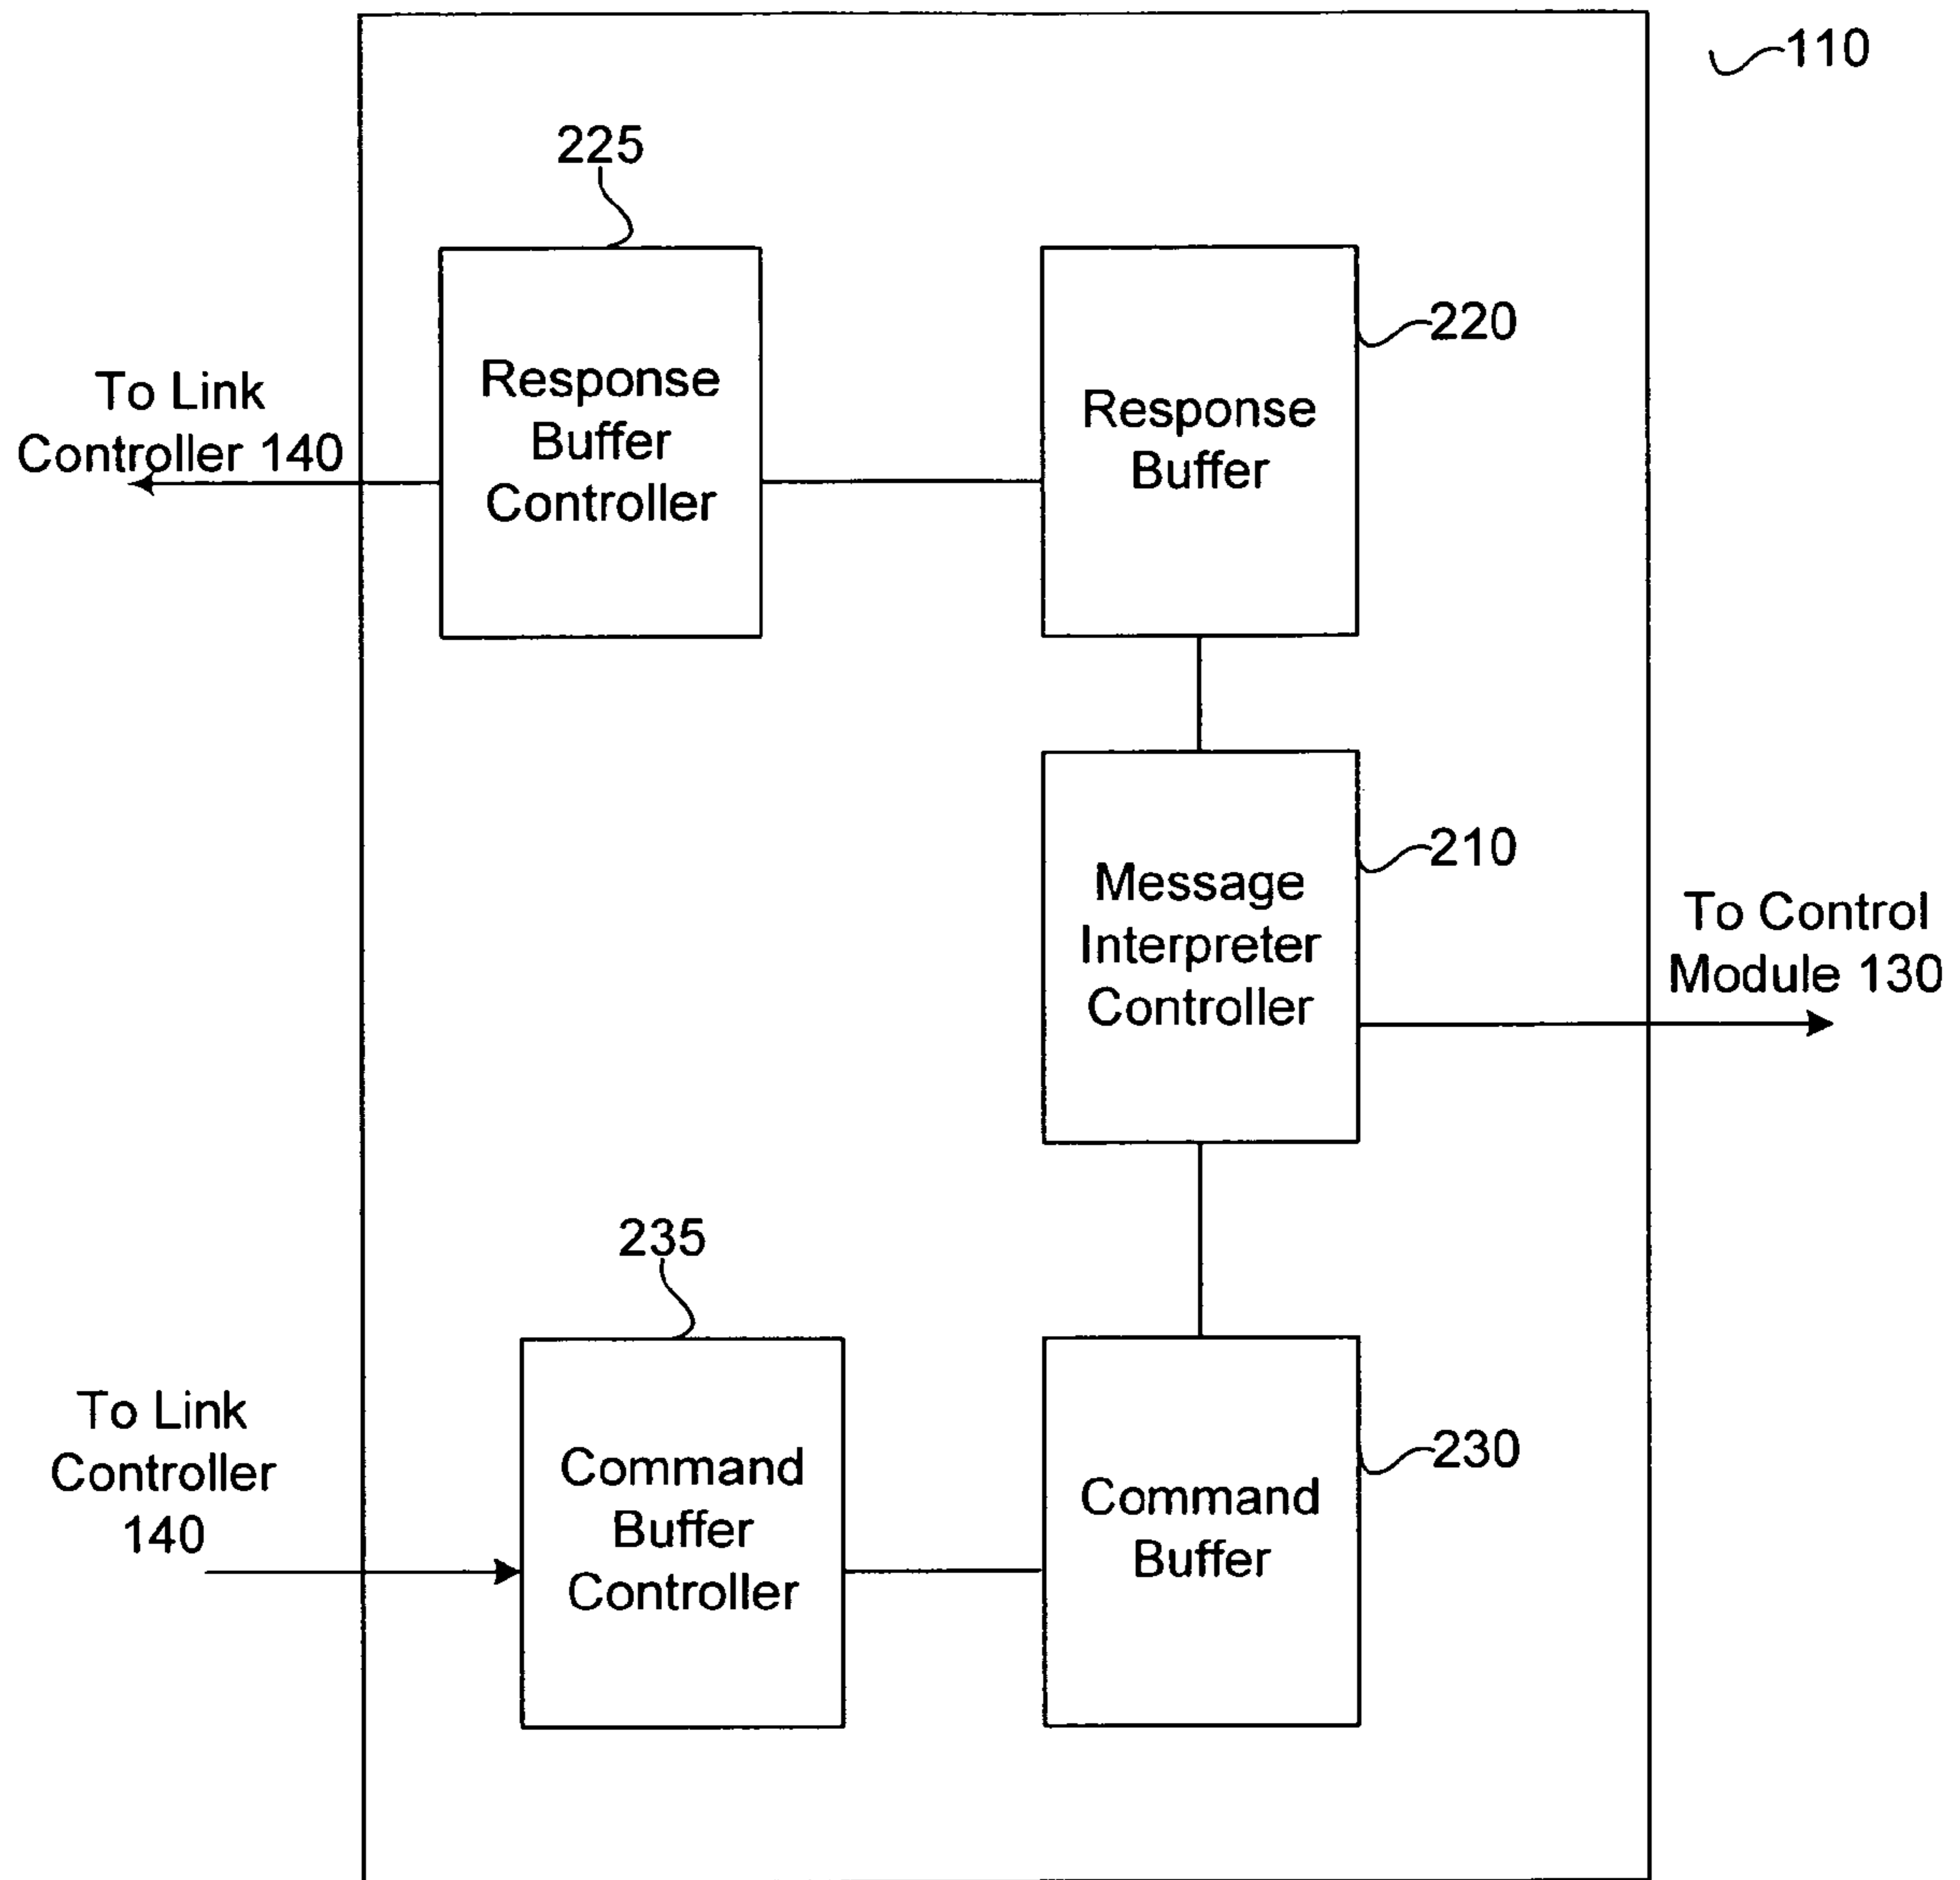 110
225
220
To Link
Controller 140
Response
Buffer
Controller
Response
Buffer
210
Message
Interpreter
Controller
To Control
Module 130
235
To Link
Controller
140
Command
Buffer
Controller
230
Command
Buffer